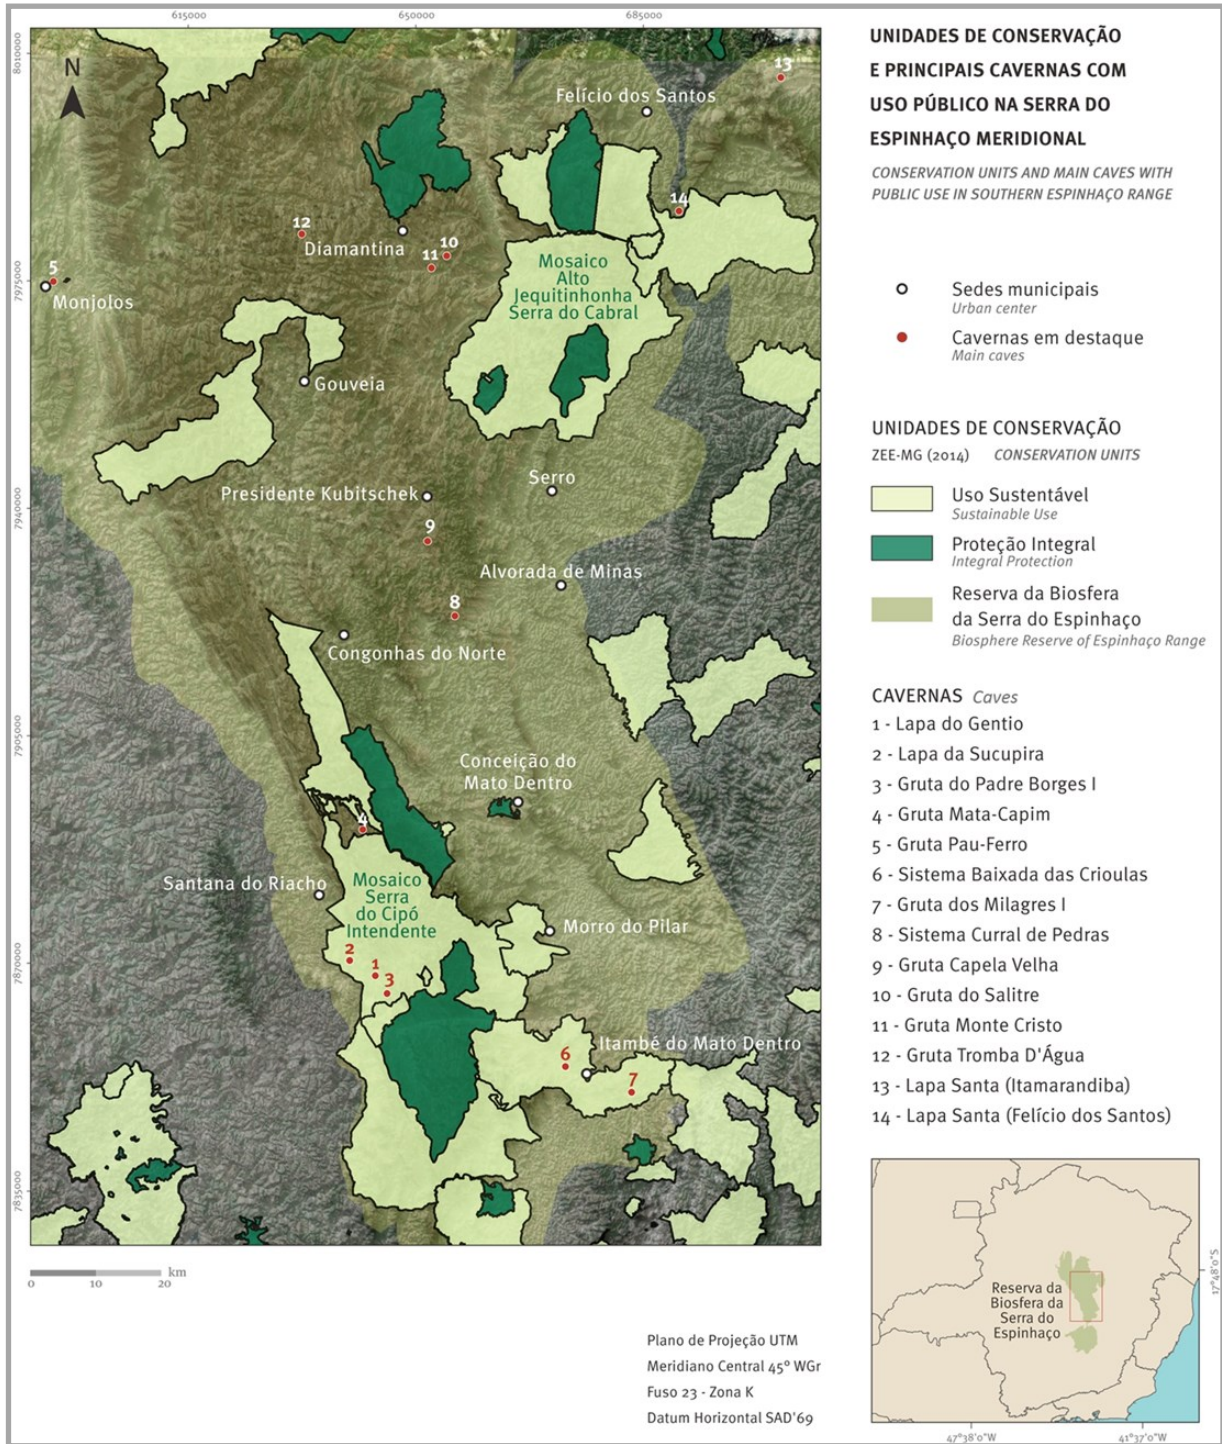 615000
650000
685000
8010000
7975000
7940000
7905000
7870000
7835000
N
13
Felício dos Santos
14
12
Diamantina
10
11
5
Monjolos
Mosaico
Alto
Jequitinhonha
Serra do Cabral
Gouveia
Presidente Kubitschek
Serro
9
Alvorada de Minas
8
Congonhas do Norte
Conceição do
Mato Dentro
4
Santana do Riacho
Mosaico
Serra
do Cipó
Intendente
Morro do Pilar
2
1
3
Itambé do Mato Dentro
6
7
km
0 10 20
UNIDADES DE CONSERVAÇÃO
E PRINCIPAIS CAVERNAS COM
USO PÚBLICO NA SERRA DO
ESPINHAÇO MERIDIONAL
CONSERVATION UNITS AND MAIN CAVES WITH
PUBLIC USE IN SOUTHERN ESPINHAÇO RANGE
Sedes municipais
Urban center
Cavernas em destaque
Main caves
UNIDADES DE CONSERVAÇÃO
ZEE-MG (2014) CONSERVATION UNITS
Uso Sustentável
Sustainable Use
Proteção Integral
Integral Protection
Reserva da Biosfera
da Serra do Espinhaço
Biosphere Reserve of Espinhaço Range
CAVERNAS Caves
1 - Lapa do Gentio
2 - Lapa da Sucupira
3 - Gruta do Padre Borges I
4 - Gruta Mata-Capim
5 - Gruta Pau-Ferro
6 - Sistema Baixada das Crioulas
7 - Gruta dos Milagres I
8 - Sistema Curral de Pedras
9 - Gruta Capela Velha
10 - Gruta do Salitre
11 - Gruta Monte Cristo
12 - Gruta Tromba D'Água
13 - Lapa Santa (Itamarandiba)
14 - Lapa Santa (Felício dos Santos)
Reserva da
Biosfera da
Serra do
Espinhaço
17°48'0"S
47°38'0"W
41°37'0"W
Plano de Projeção UTM
Meridiano Central 45° WGr
Fuso 23 - Zona K
Datum Horizontal SAD'69